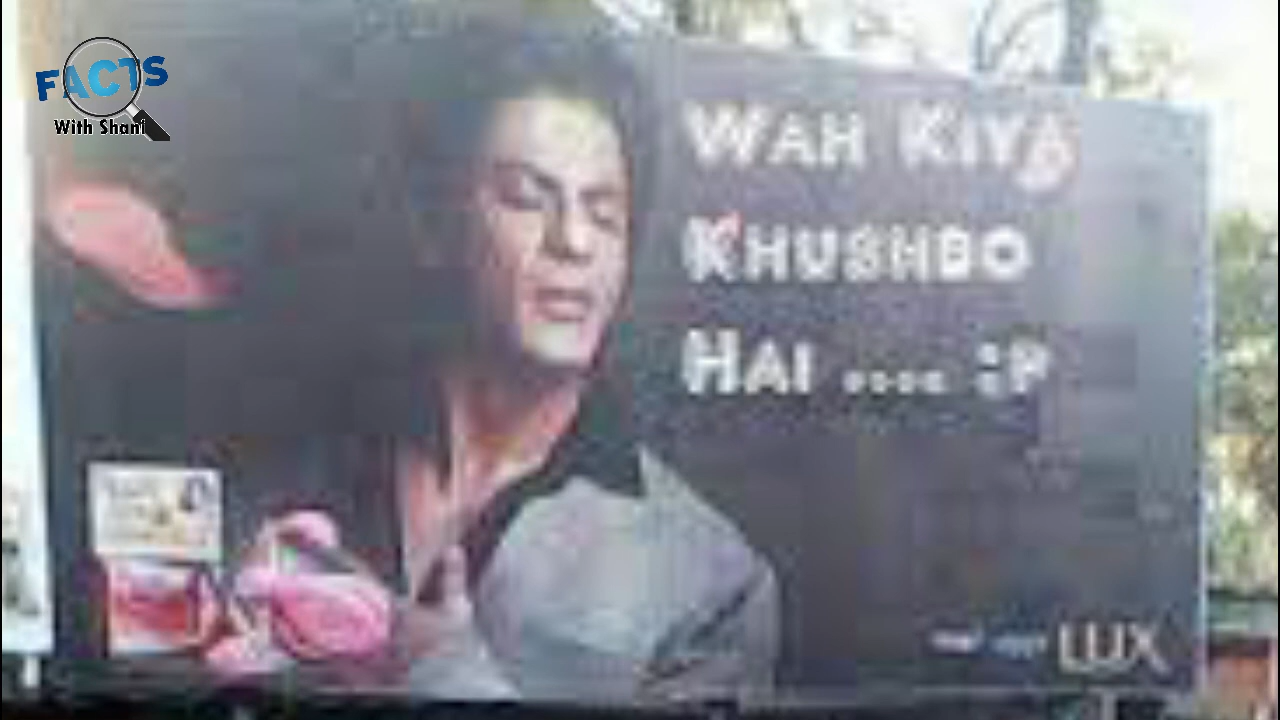 FACTS
With Shani
WAH KIYA
KHUSHBO
HAI .... :P
LUX